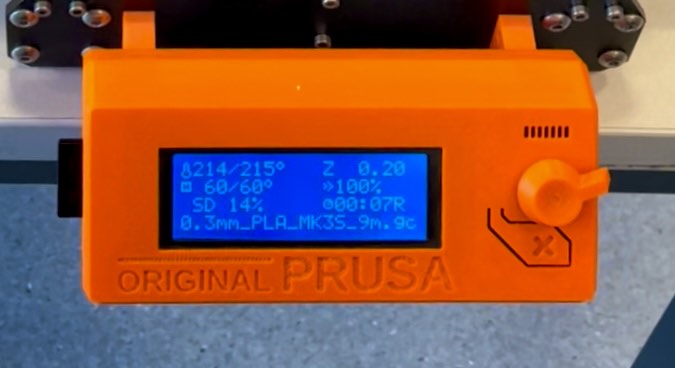 214/215° Z 0.20
60/60° 100%
SD 14% 00:07R
0.3mm_PLA_MK3S_9m.gc
ORIGINAL PRUSA
X